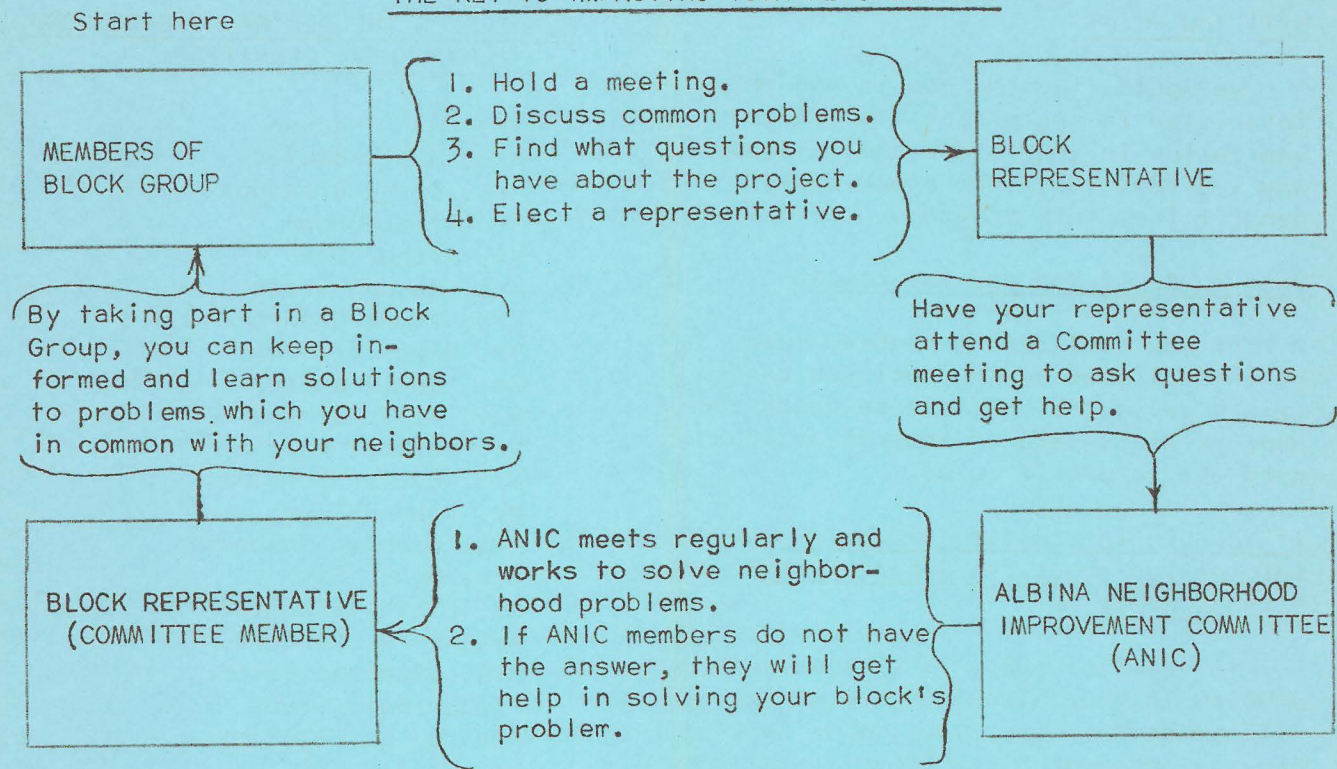 Start here
MEMBERS OF
BLOCK GROUP
1. Hold a meeting.
2. Discuss common problems.
3. Find what questions you
have about the project.
4. Elect a representative.
BLOCK
REPRESENTATIVE
Have your representative
attend a Committee
meeting to ask questions
and get help.
ALBINA NEIGHBORHOOD
IMPROVEMENT COMMITTEE
(ANIC)
1. ANIC meets regularly and
works to solve neighbor-
hood problems.
2. If ANIC members do not have
the answer, they will get
help in solving your block's
problem.
BLOCK REPRESENTATIVE
(COMMITTEE MEMBER)
By taking part in a Block
Group, you can keep in-
formed and learn solutions
to problems which you have
in common with your neighbors.